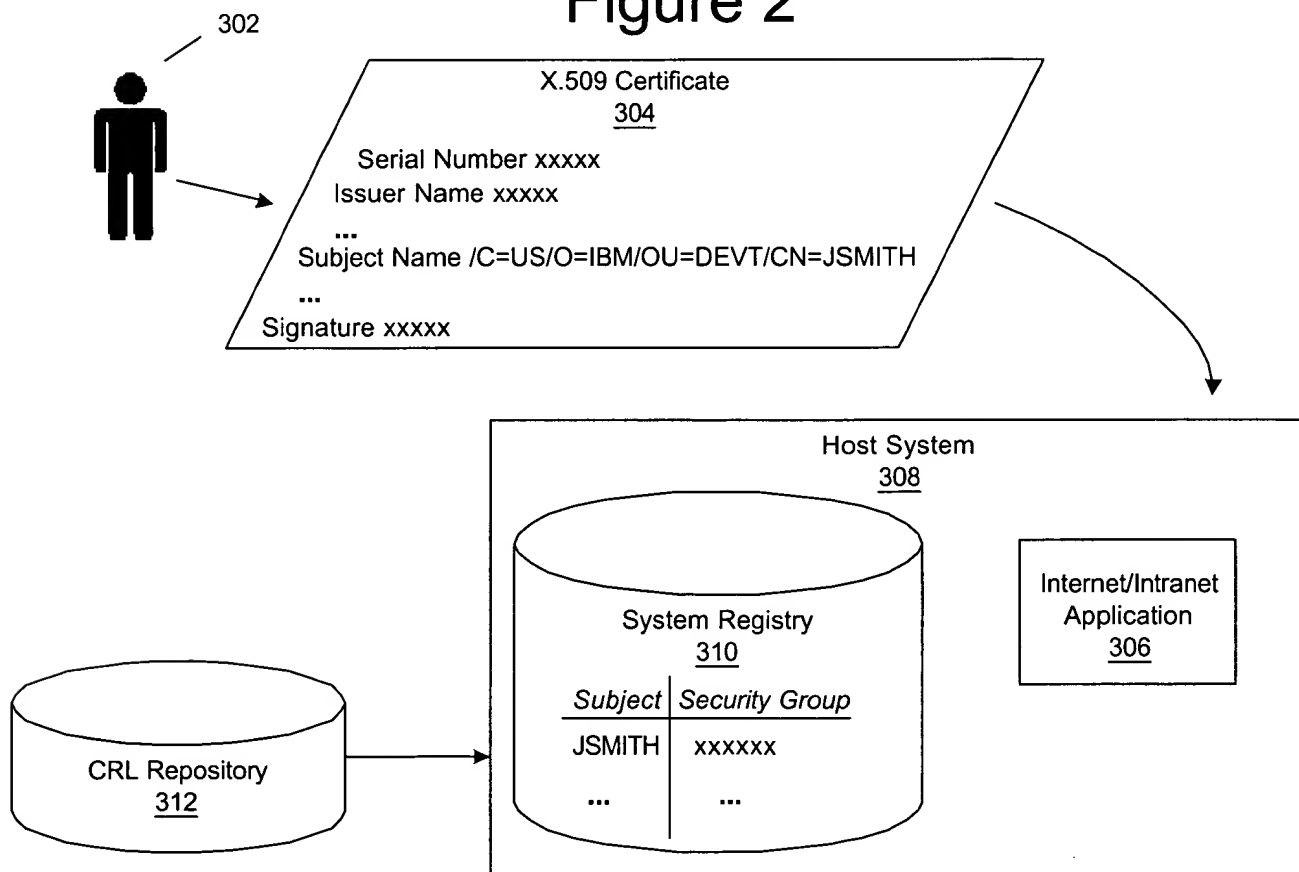 Figure 2
302
X.509 Certificate
304
Serial Number xxxxx
Issuer Name xxxxx
...
Subject Name /C=US/O=IBM/OU=DEVT/CN=JSMITH
...
Signature xxxxx
Host System
308
System Registry
310
Subject Security Group
JSMITH xxxxxx
... ...
Internet/Intranet
Application
306
CRL Repository
312